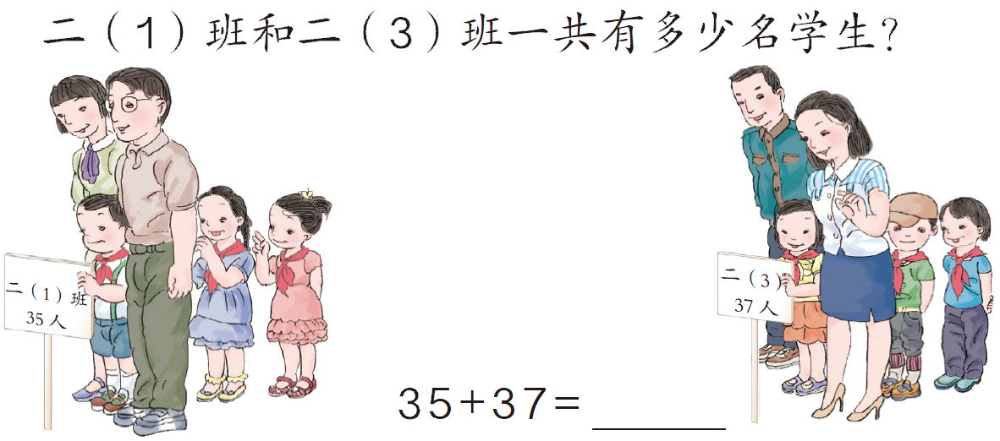 二（1）班和二（3）班一共有多少名学生？
二（1）班
35人
二（3）
37人
35+37=